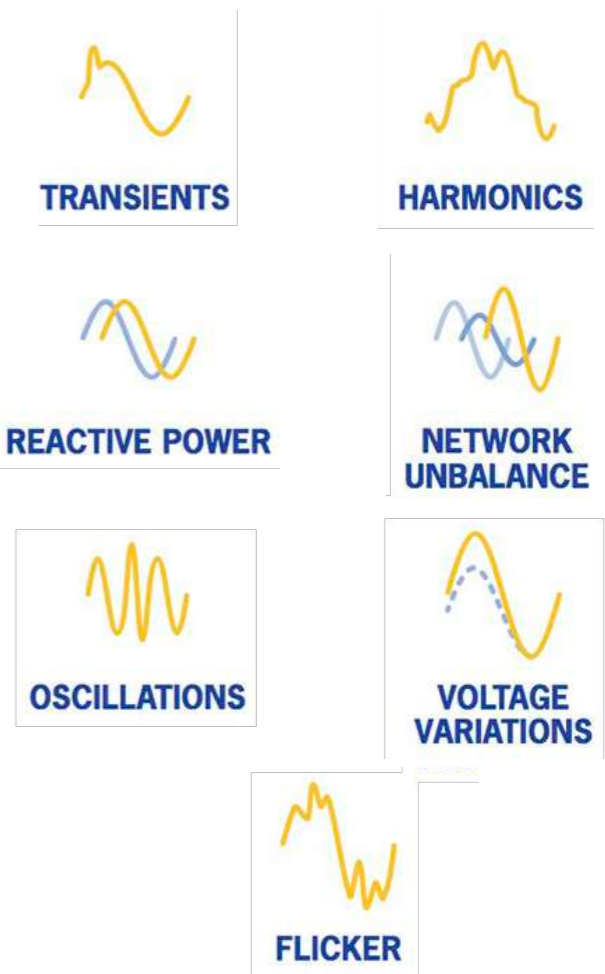 TRANSIENTS
HARMONICS
REACTIVE POWER
NETWORK
UNBALANCE
OSCILLATIONS
VOLTAGE
VARIATIONS
FLICKER